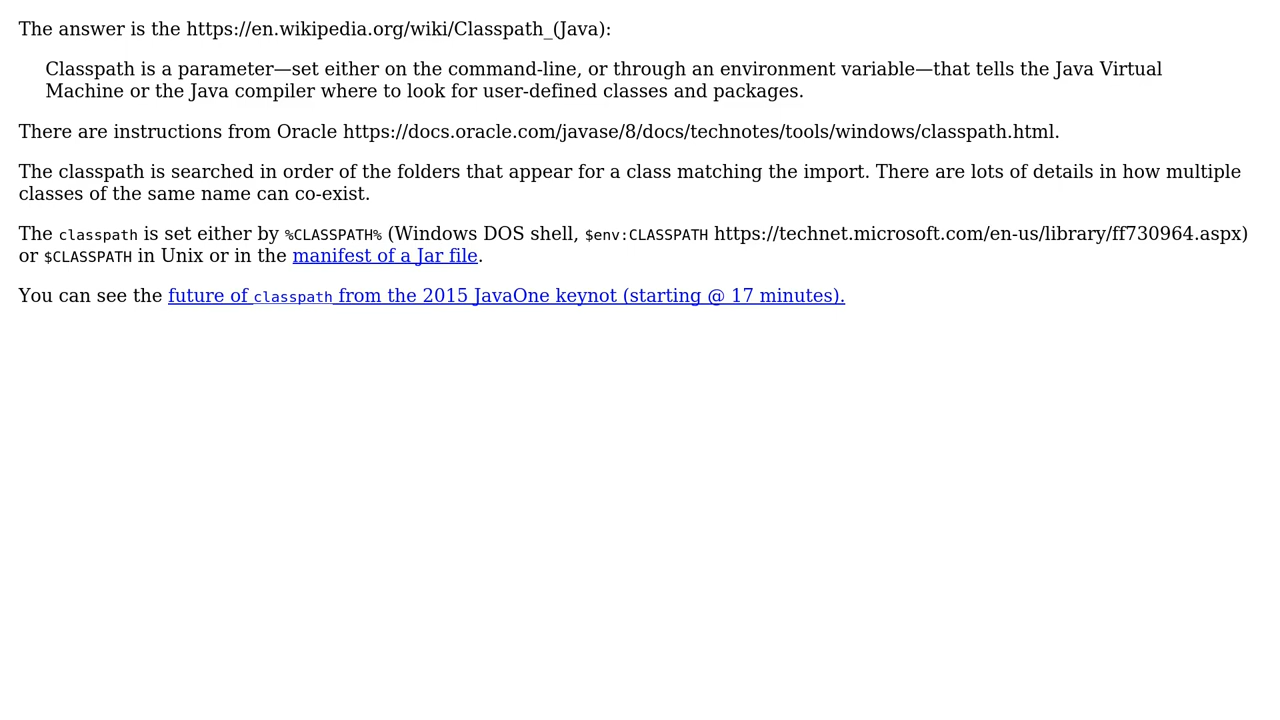 The answer is the https://en.wikipedia.org/wiki/Classpath_(Java):
Classpath is a parameter—set either on the command-line, or through an environment variable—that tells the Java Virtual
Machine or the Java compiler where to look for user-defined classes and packages.
There are instructions from Oracle https://docs.oracle.com/javase/8/docs/technotes/tools/windows/classpath.html.
The classpath is searched in order of the folders that appear for a class matching the import. There are lots of details in how multiple
classes of the same name can co-exist.
The classpath is set either by %CLASSPATH% (Windows DOS shell, $env:CLASSPATH https://technet.microsoft.com/en-us/library/ff730964.aspx)
or $CLASSPATH in Unix or in the manifest of a Jar file.
You can see the future of classpath from the 2015 JavaOne keynot (starting @ 17 minutes).